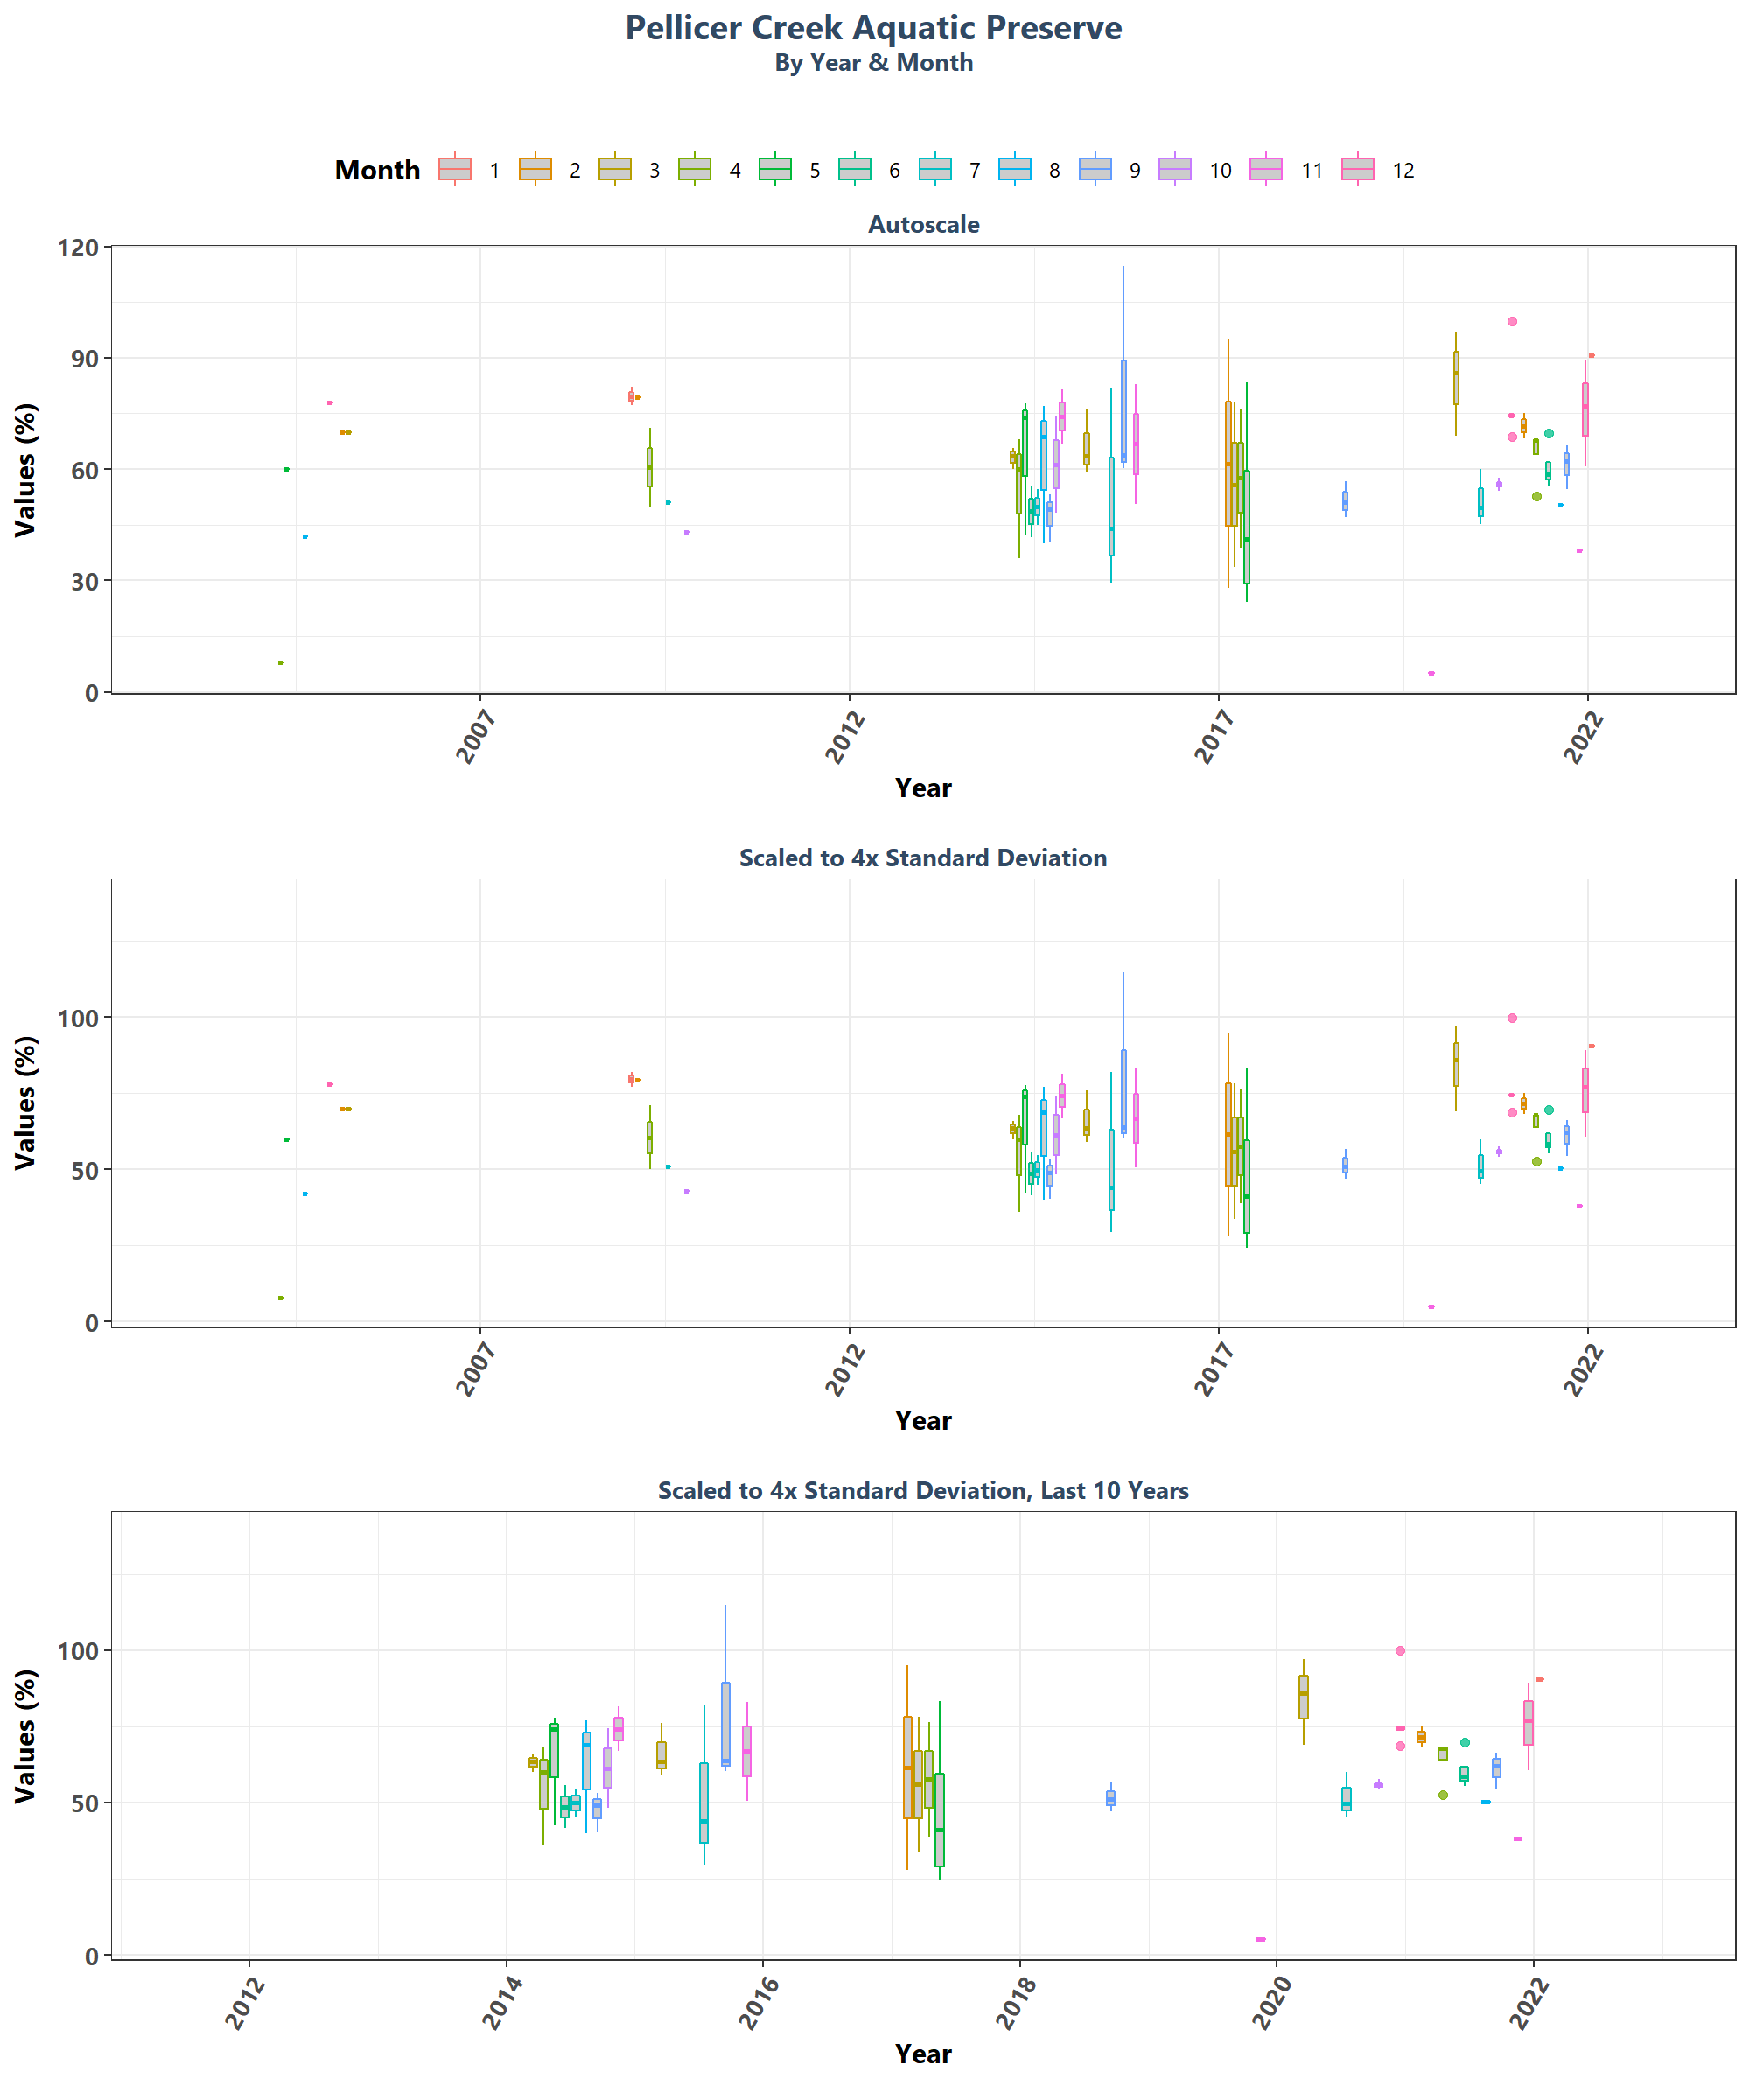 Pellicer Creek Aquatic Preserve
By Year & Month
Month 1 2 3 4 5 6 7 8 9 10 11 12
Autoscale
120
90
60
30
0
Values (%)
2007 2012 2017 2022
Year
Scaled to 4x Standard Deviation
100
50
0
Values (%)
2007 2012 2017 2022
Year
Scaled to 4x Standard Deviation, Last 10 Years
100
50
0
Values (%)
2012 2014 2016 2018 2020 2022
Year